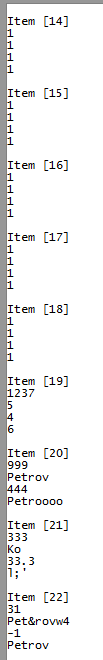 Item [14]
1
1
1
1
Item [15]
1
1
1
1
Item [16]
1
1
1
1
Item [17]
1
1
1
1
Item [18]
1
1
1
1
Item [19]
1237
5
4
6
Item [20]
999
Petrov
444
Petroooo
Item [21]
333
Ko
33.3
l;'
Item [22]
31
Pet&rovw4
-1
Petrov